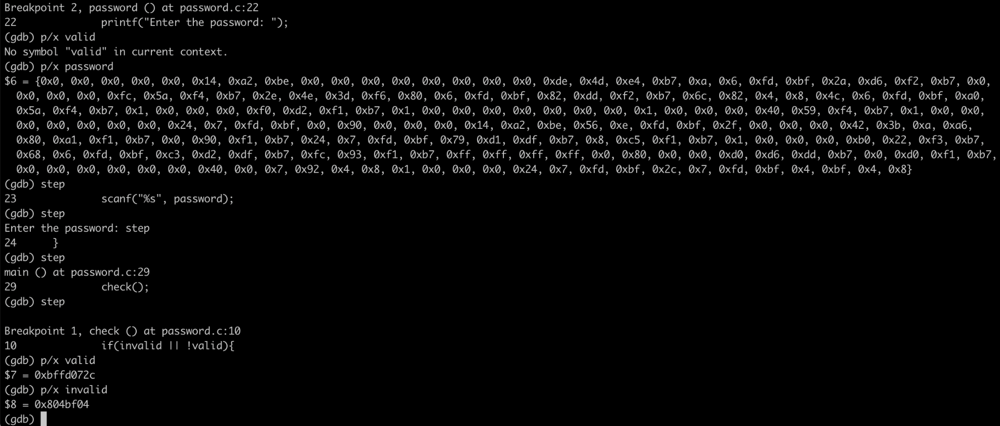 Breakpoint 2, password () at password.c:22
22              printf("Enter the password: ");
(gdb) p/x valid
No symbol "valid" in current context.
(gdb) p/x password
$6 = {0x0, 0x0, 0x0, 0x0, 0x0, 0x14, 0xa2, 0xbe, 0x0, 0x0, 0x0, 0x0, 0x0, 0x0, 0x0, 0x0, 0xde, 0x4d, 0xe4, 0xb7, 0xa, 0x6, 0xfd, 0xbf, 0x2a, 0xd6, 0xf2, 0xb7, 0x0,
  0x0, 0x0, 0x0, 0xfc, 0x5a, 0xf4, 0xb7, 0x2e, 0x4e, 0x3d, 0xf6, 0x80, 0x6, 0xfd, 0xbf, 0x82, 0xdd, 0xf2, 0xb7, 0x6c, 0x82, 0x4, 0x8, 0x4c, 0x6, 0xfd, 0xbf, 0xa0,
  0x5a, 0xf4, 0xb7, 0x1, 0x0, 0x0, 0x0, 0xf0, 0xd2, 0xf1, 0xb7, 0x1, 0x0, 0x0, 0x0, 0x0, 0x0, 0x0, 0x0, 0x1, 0x0, 0x0, 0x0, 0x40, 0x59, 0xf4, 0xb7, 0x1, 0x0, 0x0,
  0x0, 0x0, 0x0, 0x0, 0x0, 0x24, 0x7, 0xfd, 0xbf, 0x0, 0x90, 0x0, 0x0, 0x0, 0x14, 0xa2, 0xbe, 0x56, 0xe, 0xfd, 0xbf, 0x2f, 0x0, 0x0, 0x0, 0x42, 0x3b, 0xa, 0xa6,
  0x80, 0xa1, 0xf1, 0xb7, 0x0, 0x90, 0xf1, 0xb7, 0x24, 0x7, 0xfd, 0xbf, 0x79, 0xd1, 0xdf, 0xb7, 0x8, 0xc5, 0xf1, 0xb7, 0x1, 0x0, 0x0, 0x0, 0xb0, 0x22, 0xf3, 0xb7,
  0x68, 0x6, 0xfd, 0xbf, 0xc3, 0xd2, 0xdf, 0xb7, 0xfc, 0x93, 0xf1, 0xb7, 0xff, 0xff, 0xff, 0xff, 0x0, 0x80, 0x0, 0x0, 0xd0, 0xd6, 0xdd, 0xb7, 0x0, 0xd0, 0xf1, 0xb7,
  0x0, 0x0, 0x0, 0x0, 0x0, 0x0, 0x40, 0x0, 0x7, 0x92, 0x4, 0x8, 0x1, 0x0, 0x0, 0x0, 0x24, 0x7, 0xfd, 0xbf, 0x2c, 0x7, 0xfd, 0xbf, 0x4, 0xbf, 0x4, 0x8}
(gdb) step
23              scanf("%s", password);
(gdb) step
Enter the password: step
24      }
(gdb) step
main () at password.c:29
29              check();
(gdb) step

Breakpoint 1, check () at password.c:10
10              if(invalid || !valid){
(gdb) p/x valid
$7 = 0xbffd072c
(gdb) p/x invalid
$8 = 0x804bf04
(gdb)